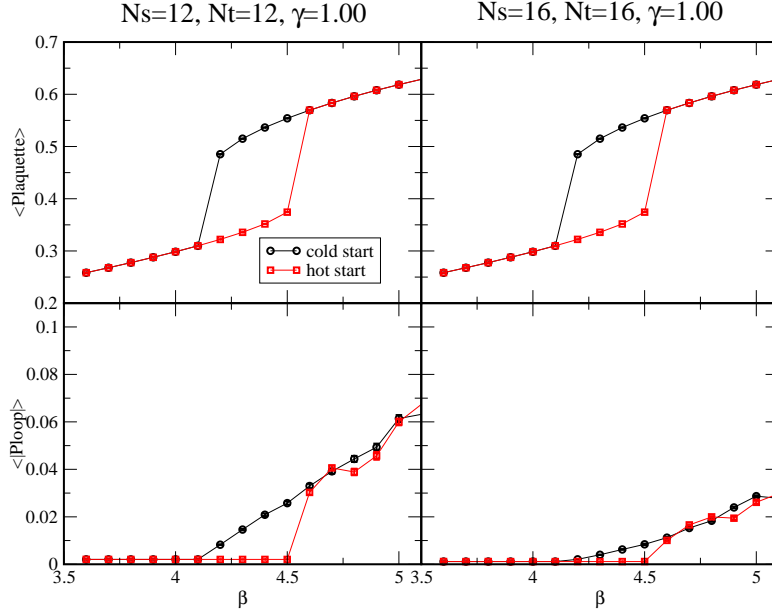 Ns=12, Nt=12, γ=1.00
Ns=16, Nt=16, γ=1.00
0.7
0.6
0.5
0.4
0.3
0.2
<Plaquette>
cold start
hot start
0.1
0.08
0.06
0.04
0.02
0
<|Ploop|>
3.5 4 4.5 5 3.5 4 4.5 5
β β